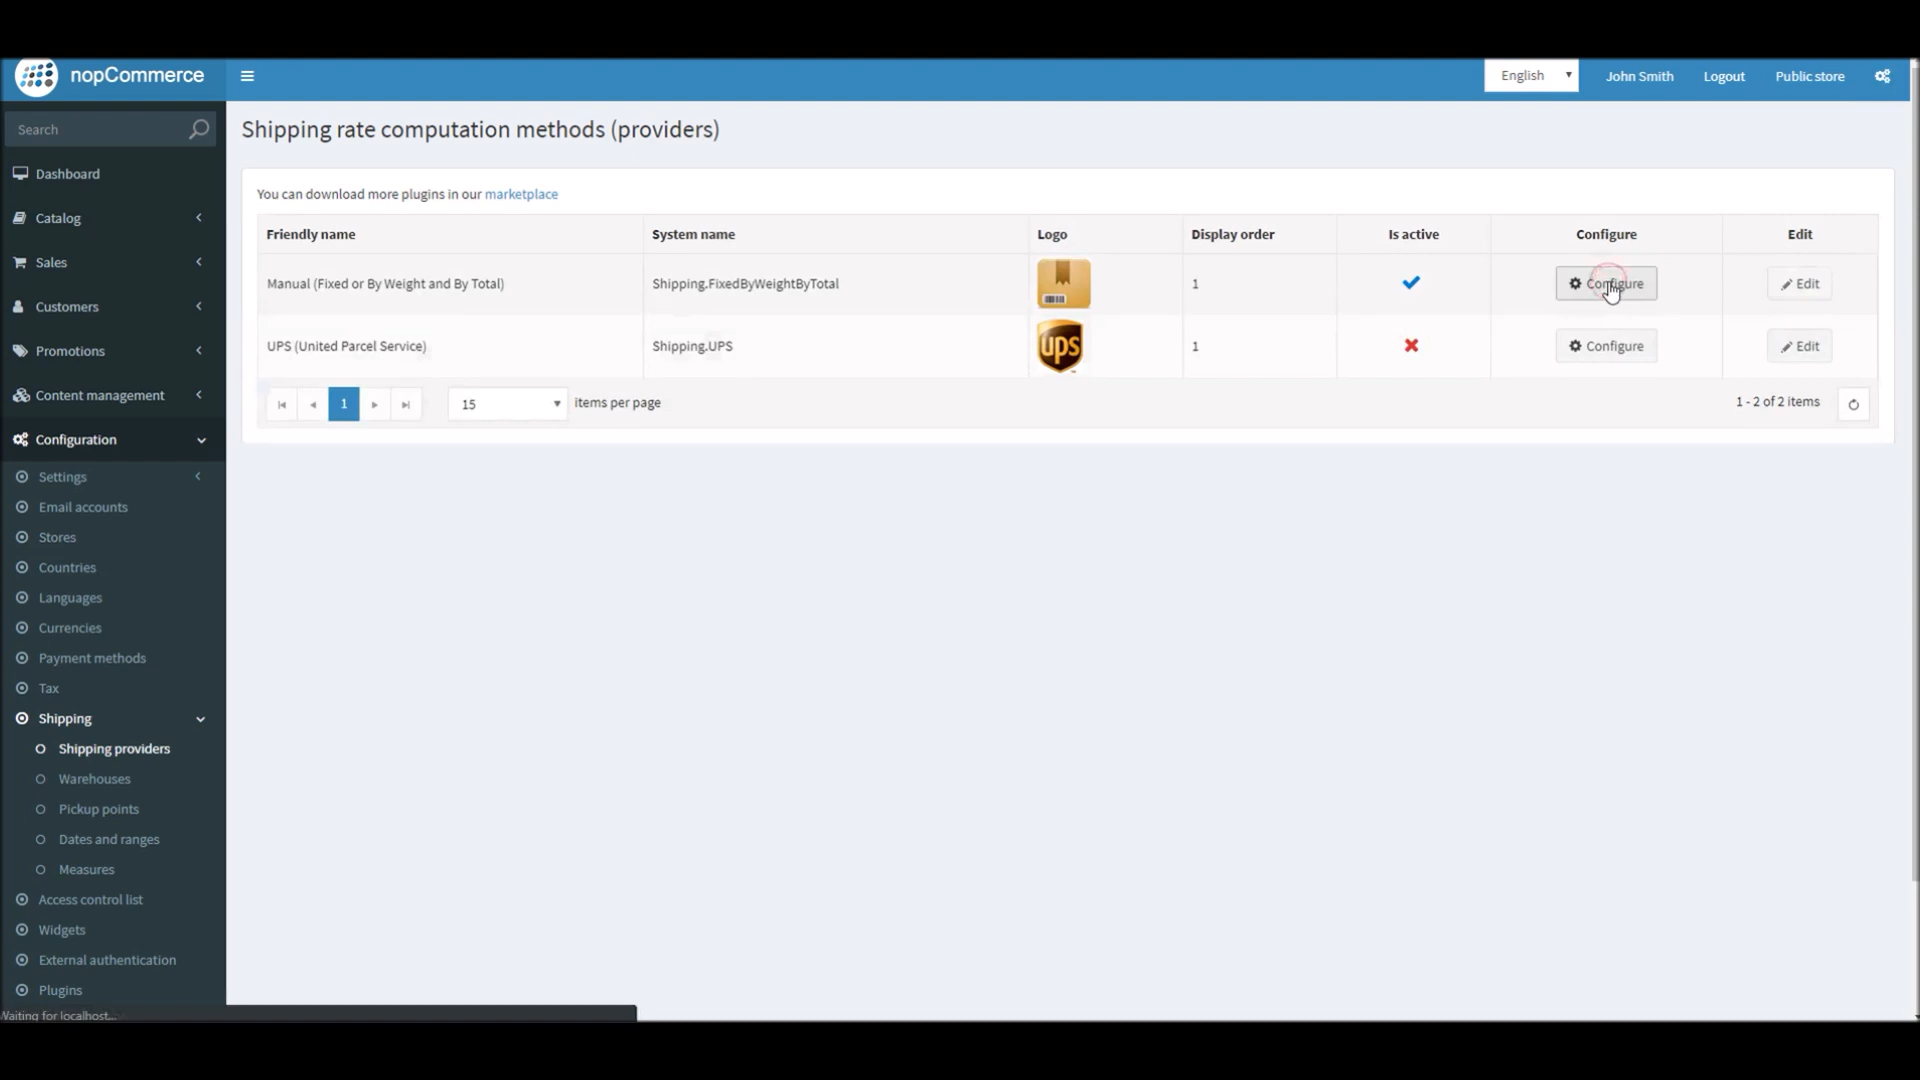 nopCommerce
English
John Smith
Logout
Public store
Search
Dashboard
Catalog
Sales
Customers
Promotions
Content management
Configuration
Settings
Email accounts
Stores
Countries
Languages
Currencies
Payment methods
Tax
Shipping
Shipping providers
Warehouses
Pickup points
Dates and ranges
Measures
Access control list
Widgets
External authentication
Plugins
Waiting for localhost...
Shipping rate computation methods (providers)
You can download more plugins in our marketplace
Friendly name System name Logo Display order Is active Configure Edit
Manual (Fixed or By Weight and By Total) Shipping.FixedByWeightByTotal 1 Configure Edit
UPS (United Parcel Service) Shipping.UPS ups 1 Configure Edit
1 15 items per page 1 - 2 of 2 items